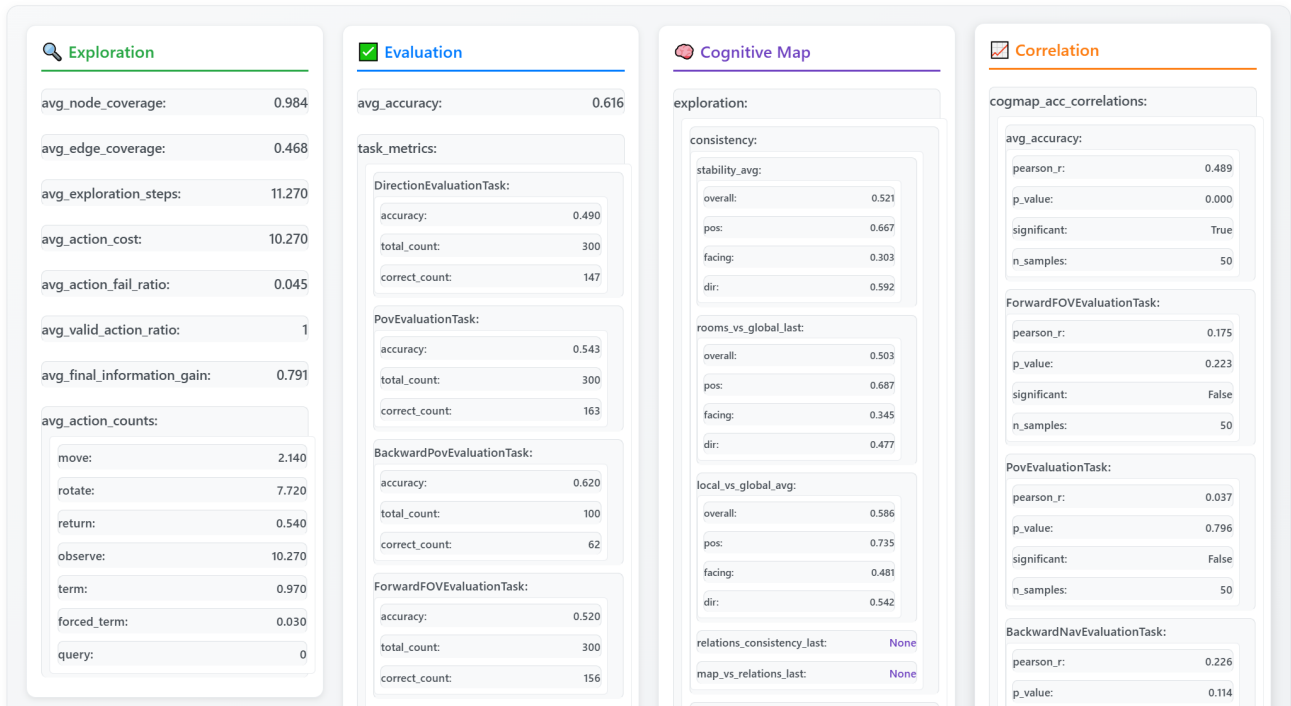 Exploration
avg_node_coverage: 0.984
avg_edge_coverage: 0.468
avg_exploration_steps: 11.270
avg_action_cost: 10.270
avg_action_fail_ratio: 0.045
avg_valid_action_ratio: 1
avg_final_information_gain: 0.791
avg_action_counts:
move: 2.140
rotate: 7.720
return: 0.540
observe: 10.270
term: 0.970
forced_term: 0.030
query: 0
Evaluation
avg_accuracy: 0.616
task_metrics:
DirectionEvaluationTask:
accuracy: 0.490
total_count: 300
correct_count: 147
PovEvaluationTask:
accuracy: 0.543
total_count: 300
correct_count: 163
BackwardPovEvaluationTask:
accuracy: 0.620
total_count: 100
correct_count: 62
ForwardFOVEvaluationTask:
accuracy: 0.520
total_count: 300
correct_count: 156
Cognitive Map
exploration:
consistency:
stability_avg:
overall: 0.521
pos: 0.667
facing: 0.303
dir: 0.592
rooms_vs_global_last:
overall: 0.503
pos: 0.687
facing: 0.345
dir: 0.477
local_vs_global_avg:
overall: 0.586
pos: 0.735
facing: 0.481
dir: 0.542
relations_consistency_last: None
map_vs_relations_last: None
Correlation
cogmap_acc_correlations:
avg_accuracy:
pearson_r: 0.489
p_value: 0.000
significant: True
n_samples: 50
ForwardFOVEvaluationTask:
pearson_r: 0.175
p_value: 0.223
significant: False
n_samples: 50
PovEvaluationTask:
pearson_r: 0.037
p_value: 0.796
significant: False
n_samples: 50
BackwardNavEvaluationTask:
pearson_r: 0.226
p_value: 0.114